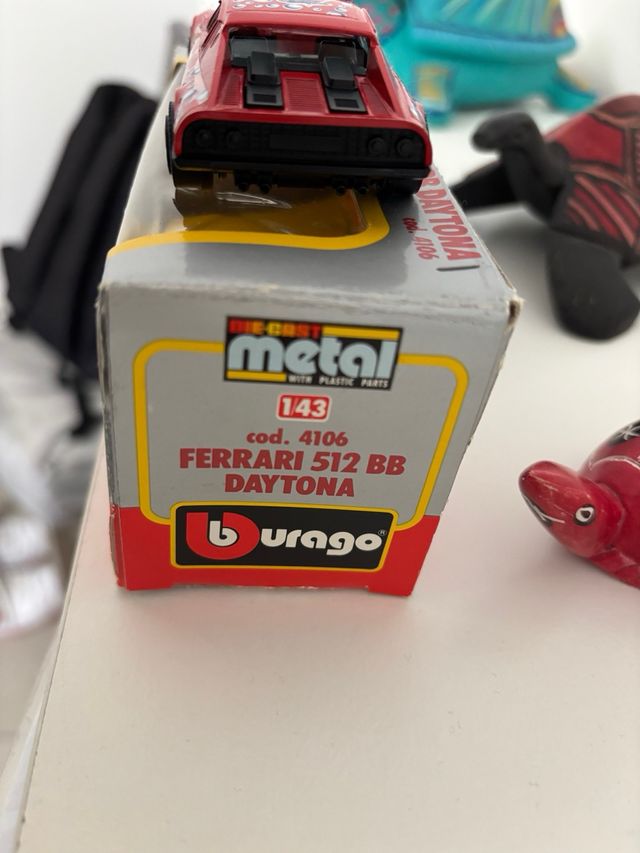 DAYTONA
cod. 4106
DIE-CAST
metal
WITH PLASTIC PARTS
1/43
cod. 4106
FERRARI 512 BB
DAYTONA
burago®